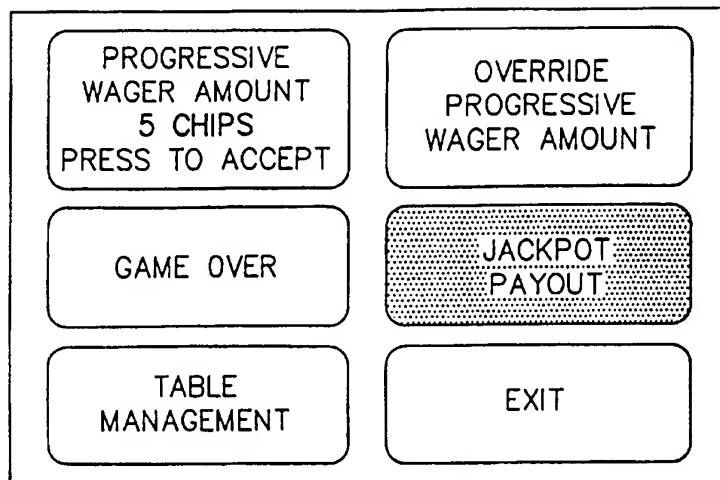 PROGRESSIVE
WAGER AMOUNT
5 CHIPS
PRESS TO ACCEPT
OVERRIDE
PROGRESSIVE
WAGER AMOUNT
GAME OVER
JACKPOT
PAYOUT
TABLE
MANAGEMENT
EXIT